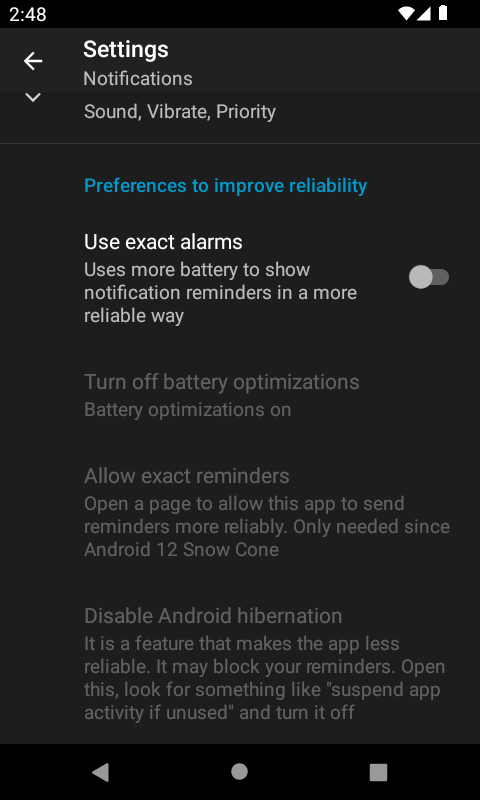 2:48
Settings
Notifications
Sound, Vibrate, Priority
Preferences to improve reliability
Use exact alarms
Uses more battery to show
notification reminders in a more
reliable way
Turn off battery optimizations
Battery optimizations on
Allow exact reminders
Open a page to allow this app to send
reminders more reliably. Only needed since
Android 12 Snow Cone
Disable Android hibernation
It is a feature that makes the app less
reliable. It may block your reminders. Open
this, look for something like "suspend app
activity if unused" and turn it off